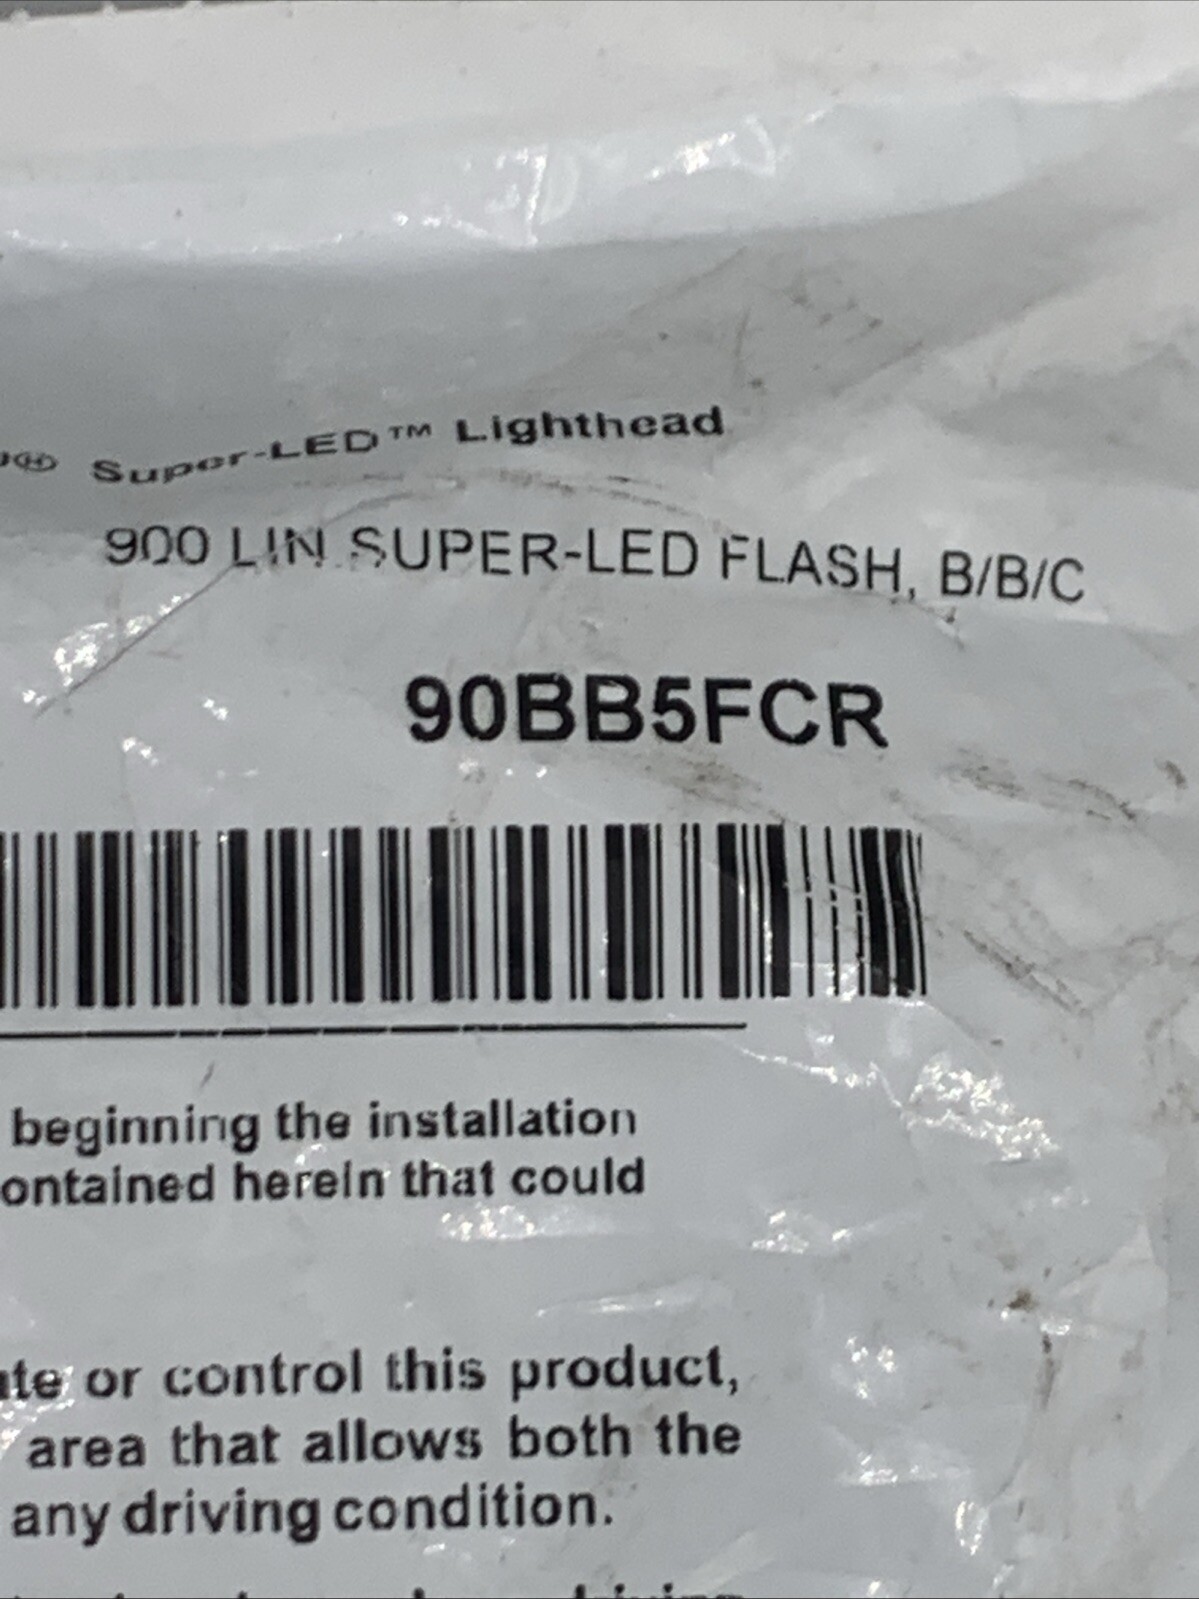 ® Super-LED™ Lighthead
900 LIN SUPER-LED FLASH, B/B/C
90BB5FCR
beginning the installation
ontained herein that could
or control this product,
area that allows both the
any driving condition.
driving